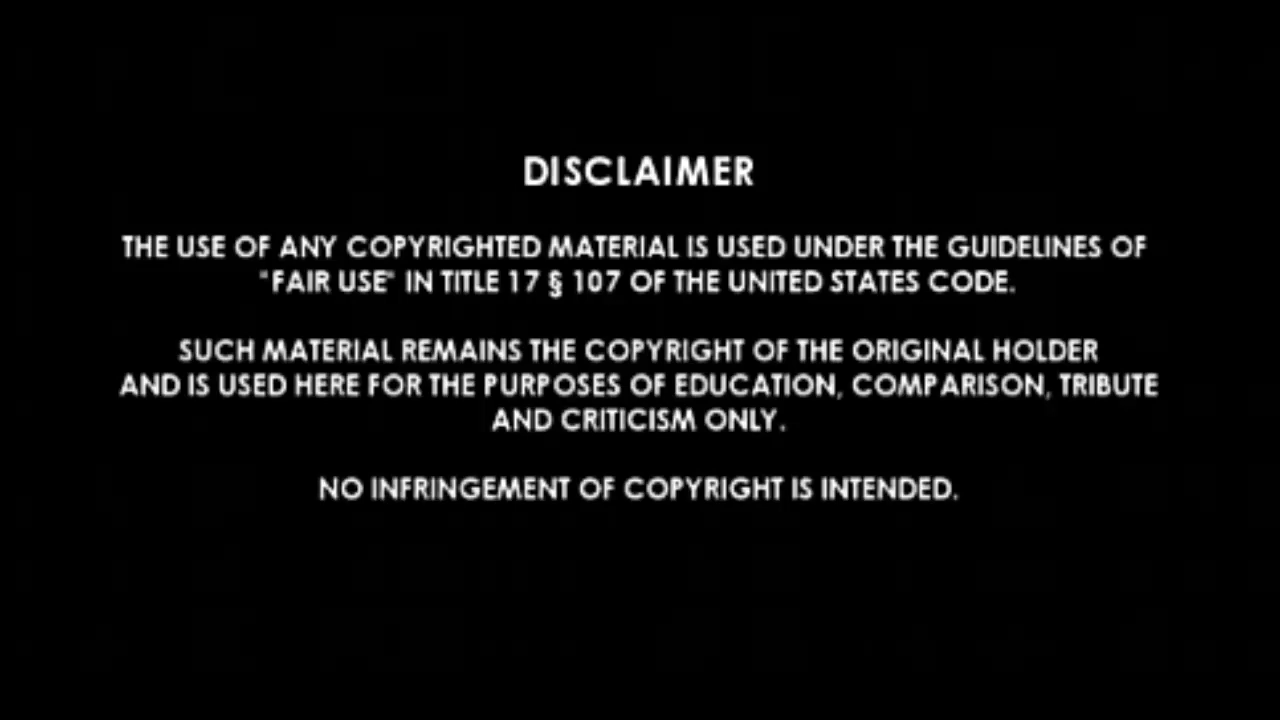 DISCLAIMER
THE USE OF ANY COPYRIGHTED MATERIAL IS USED UNDER THE GUIDELINES OF
"FAIR USE" IN TITLE 17 § 107 OF THE UNITED STATES CODE.
SUCH MATERIAL REMAINS THE COPYRIGHT OF THE ORIGINAL HOLDER
AND IS USED HERE FOR THE PURPOSES OF EDUCATION, COMPARISON, TRIBUTE
AND CRITICISM ONLY.
NO INFRINGEMENT OF COPYRIGHT IS INTENDED.